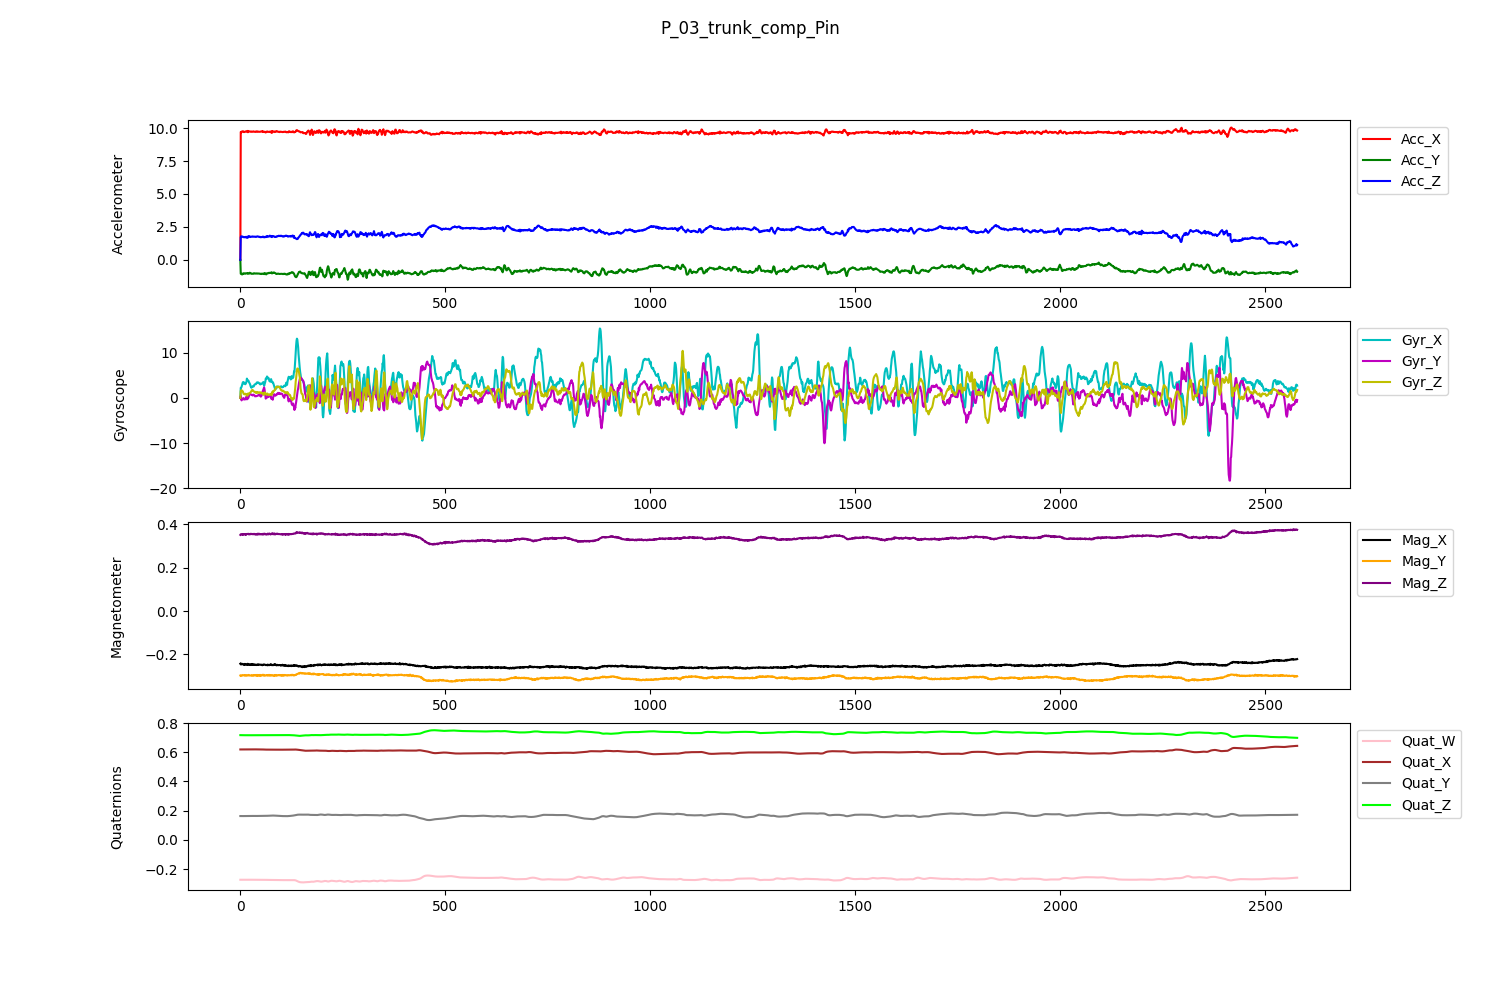 P_03_trunk_comp_Pin
Accelerometer
10.0
7.5
5.0
2.5
0.0
0 500 1000 1500 2000 2500
Acc_X
Acc_Y
Acc_Z
Gyroscope
10
0
−10
−20
0 500 1000 1500 2000 2500
Gyr_X
Gyr_Y
Gyr_Z
Magnetometer
0.4
0.2
0.0
−0.2
0 500 1000 1500 2000 2500
Mag_X
Mag_Y
Mag_Z
Quaternions
0.8
0.6
0.4
0.2
0.0
−0.2
0 500 1000 1500 2000 2500
Quat_W
Quat_X
Quat_Y
Quat_Z